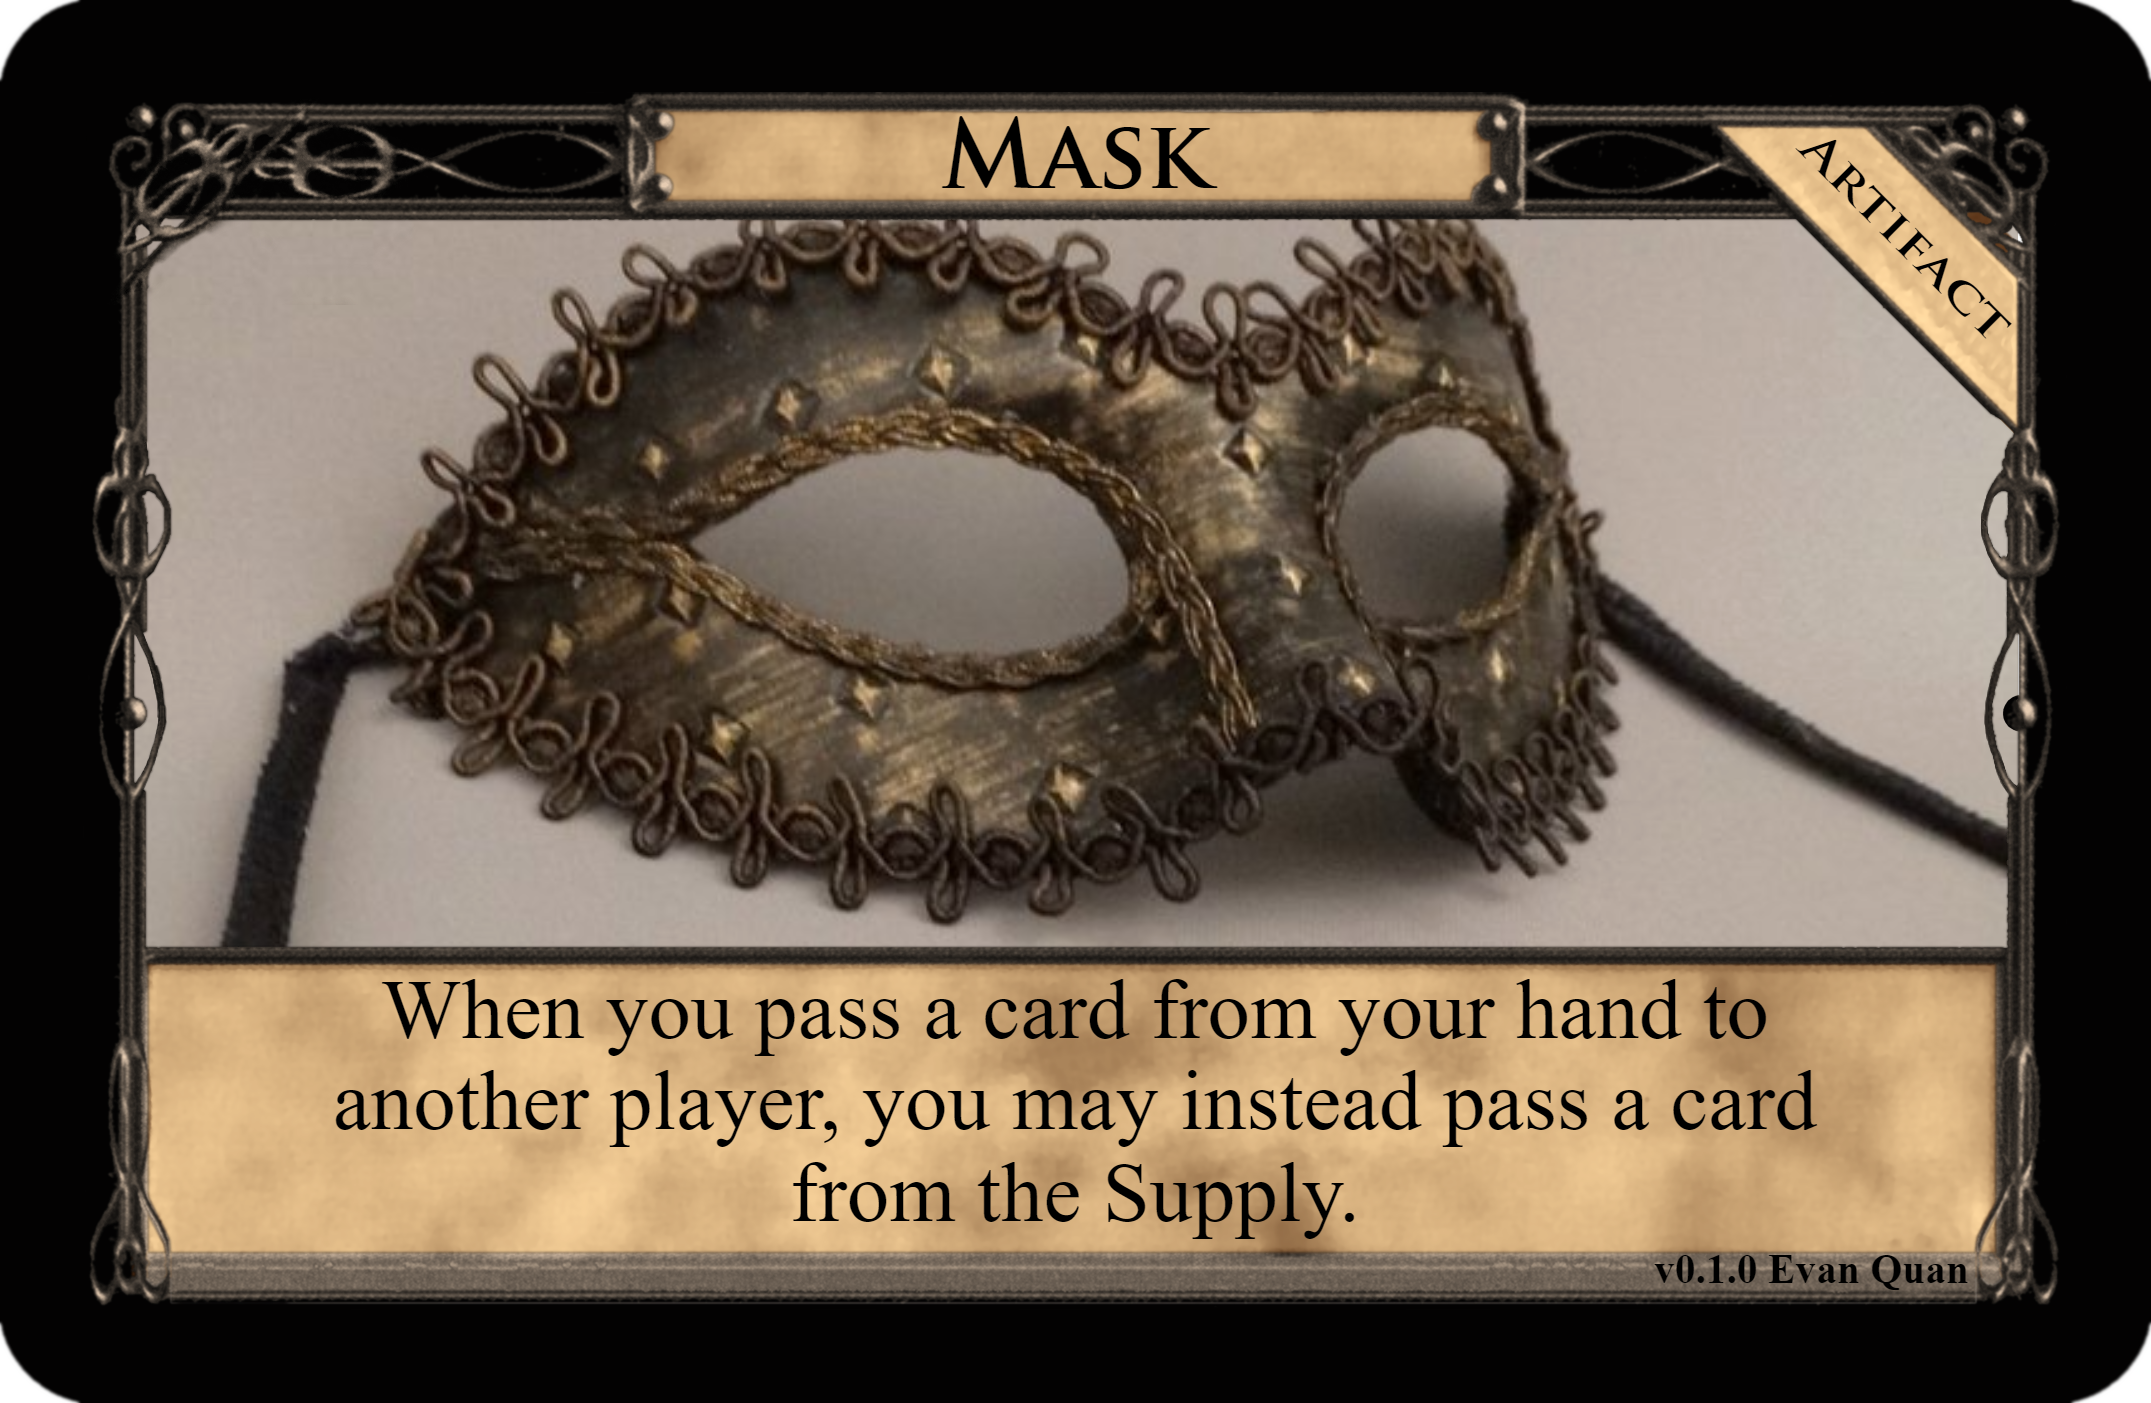 Mask
Artifact
When you pass a card from your hand to
another player, you may instead pass a card
from the Supply.
v0.1.0 Evan Quan